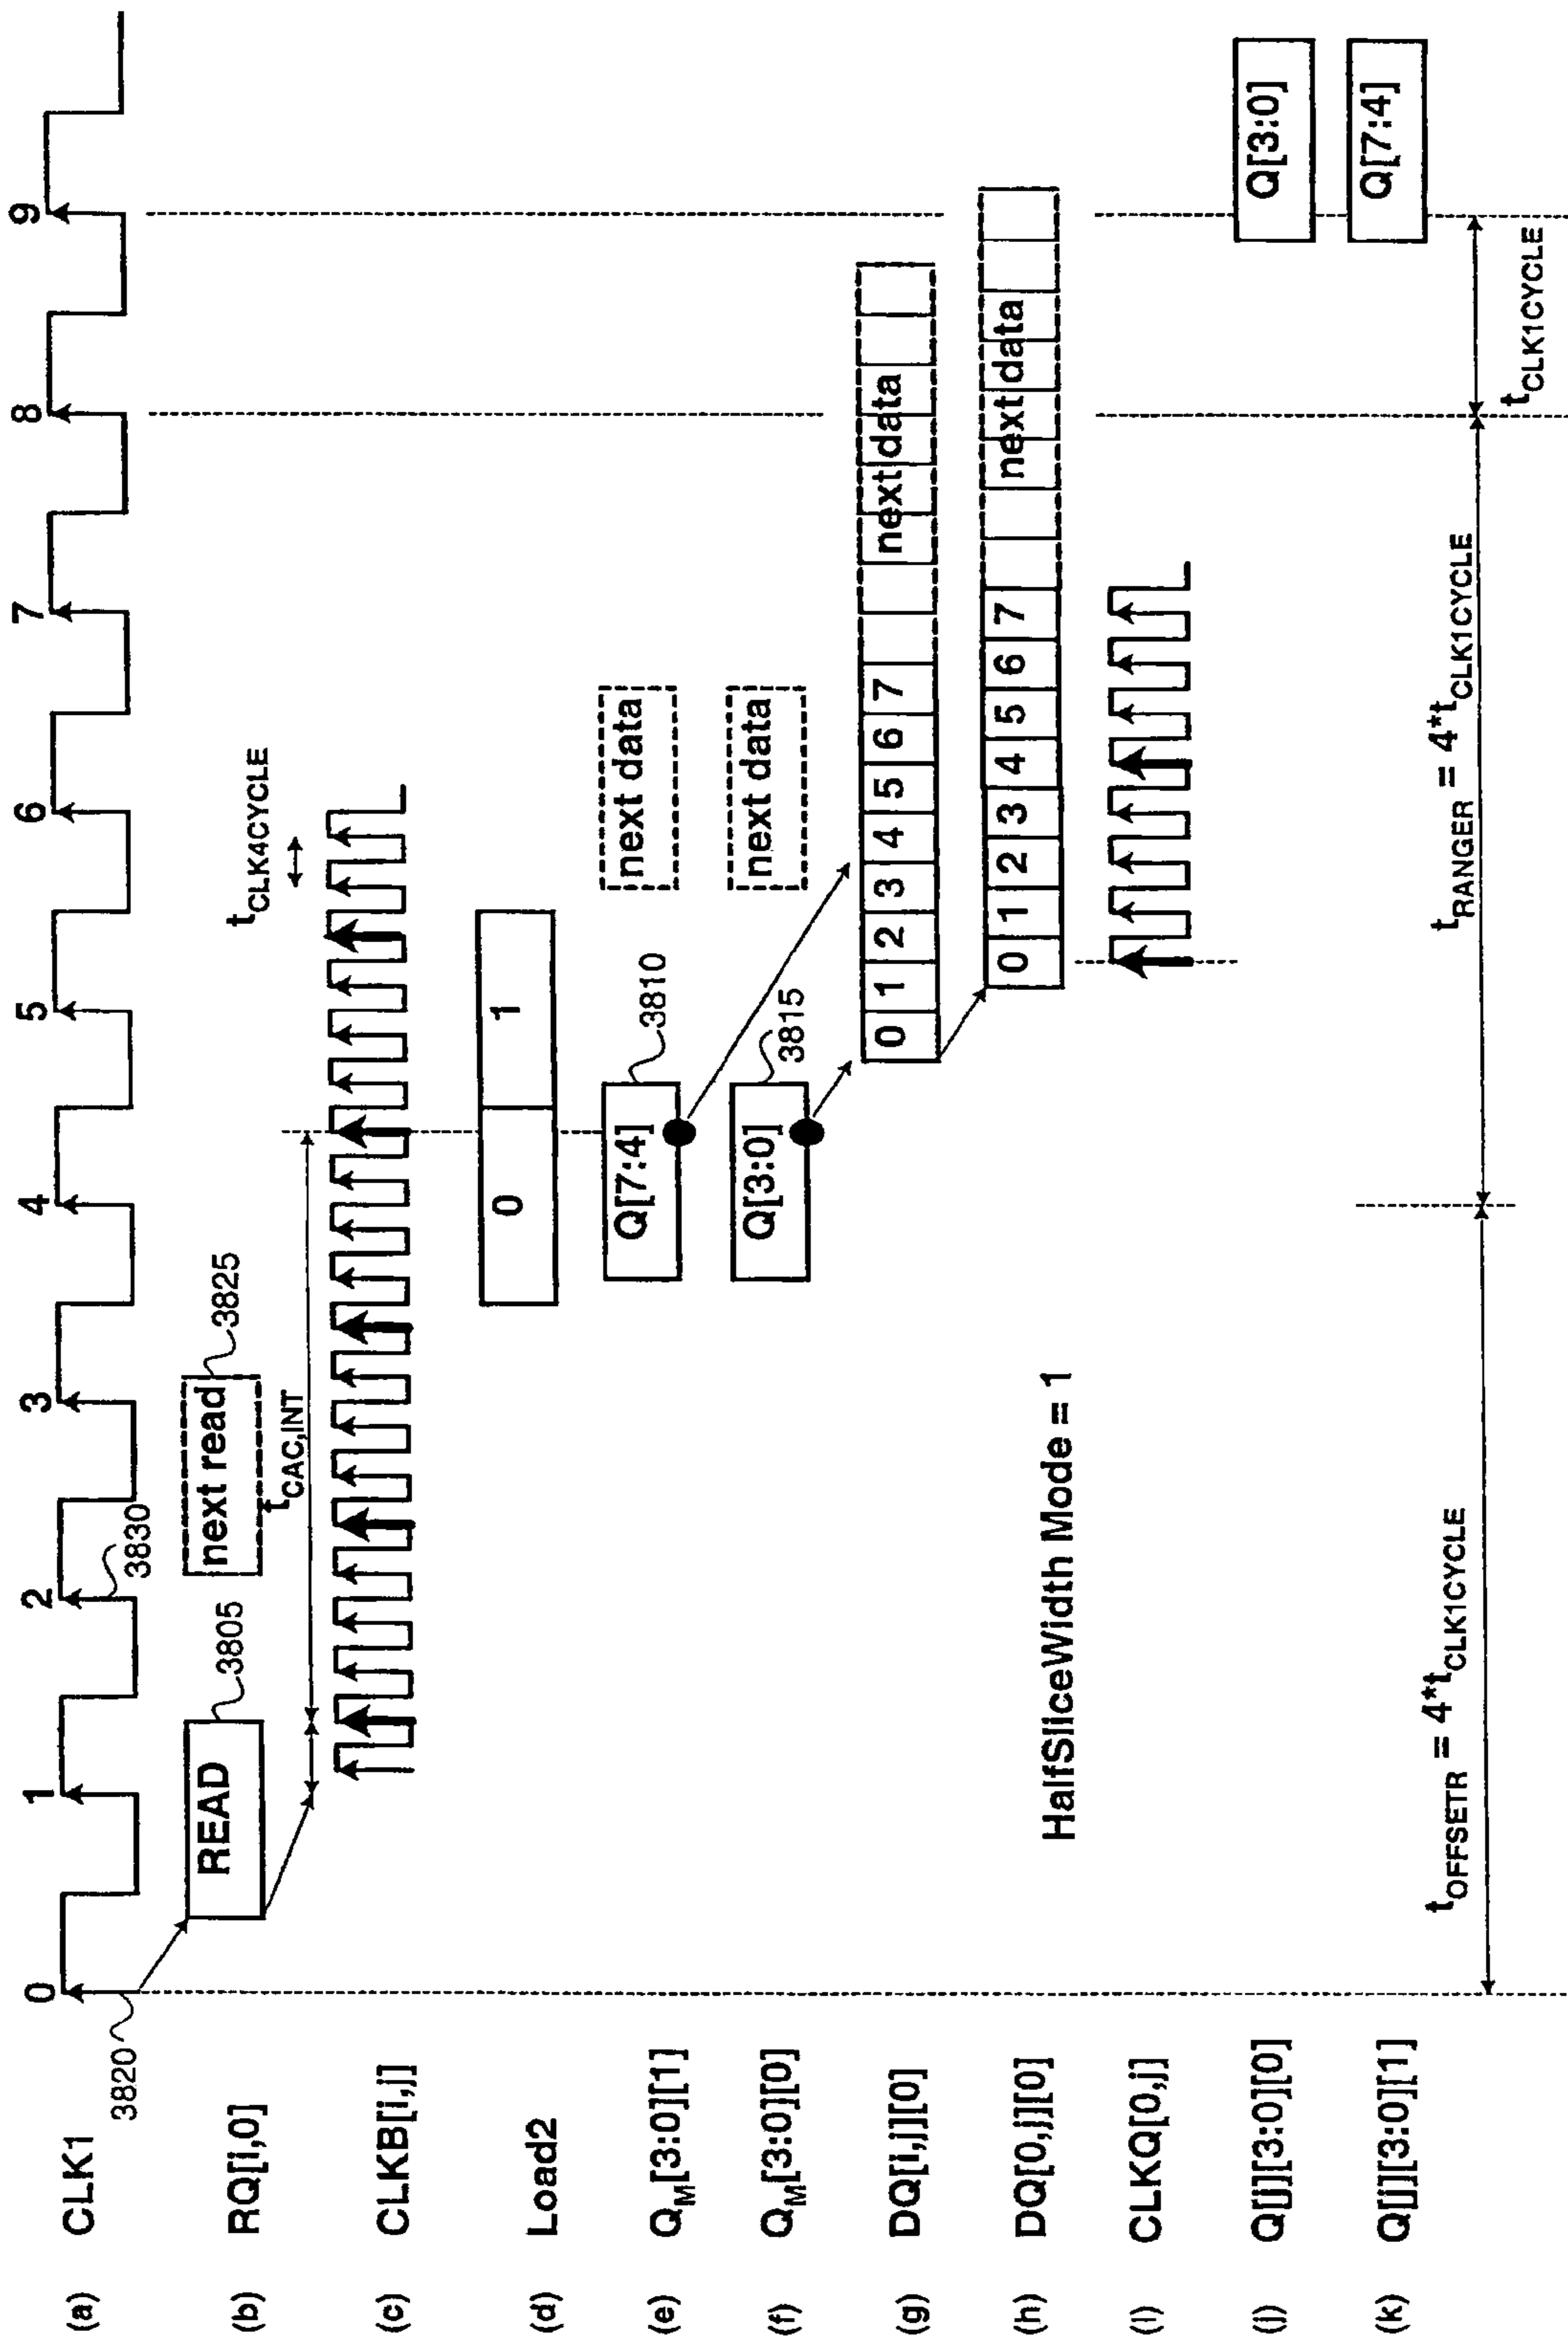 0 1 2 3 4 5 6 7 8 9
(a) CLK1
3820
3830
(b) RQ[i,0]
READ
3805
next read
3825
tCAC,INT
tCLK4CYCLE
(c) CLKB[i,j]
(d) Load2
0 1
(e) QM[3:0][1]
Q[7:4]
3810
next data
(f) QM[3:0][0]
Q[3:0]
3815
next data
(g) DQ[i,j][0]
0 1 2 3 4 5 6 7
next data
(h) DQ[0,j][0]
0 1 2 3 4 5 6 7
next data
HalfSliceWidth Mode = 1
(I) CLKQ[0,j]
(j) Q[j][3:0][0]
Q[3:0]
(k) Q[j][3:0][1]
Q[7:4]
tOFFSETR = 4*tCLK1CYCLE
tRANGER = 4*tCLK1CYCLE
tCLK1CYCLE